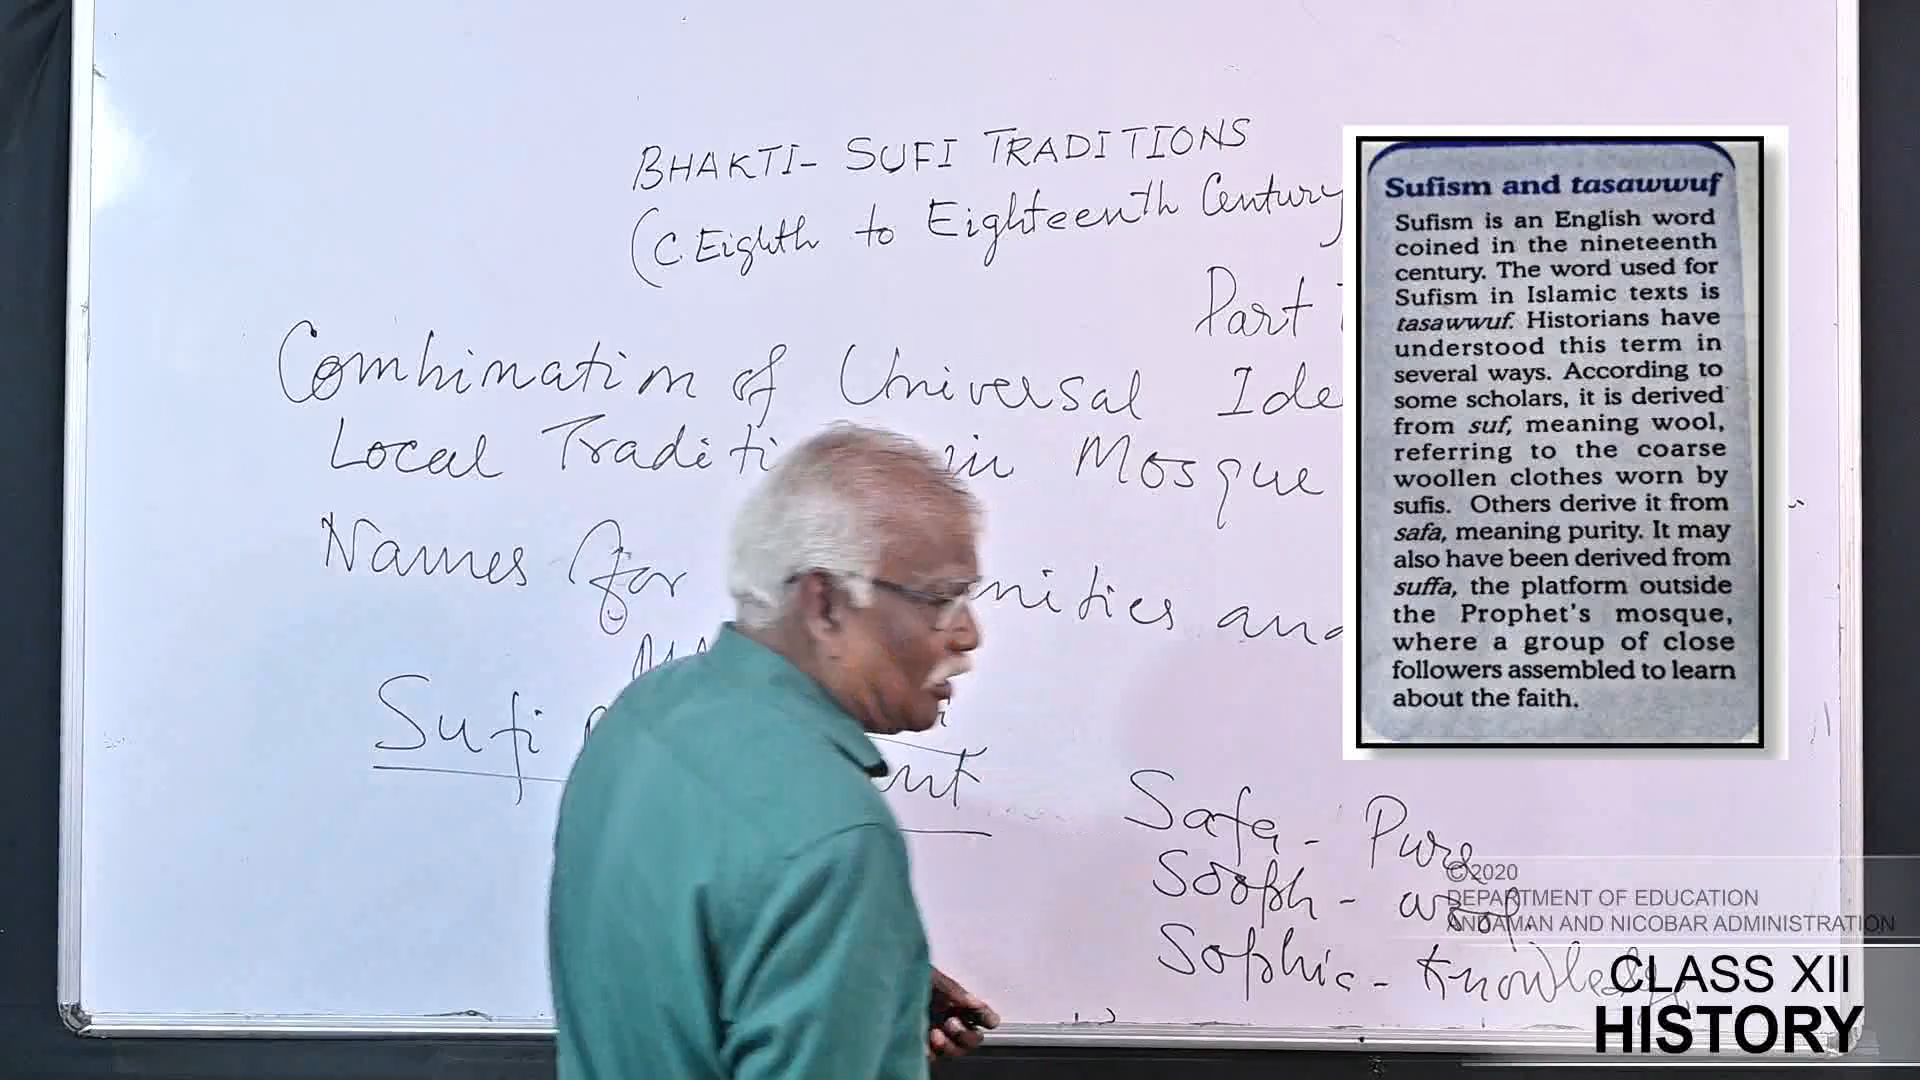 BHAKTI- SUFI TRADITIONS
(C. Eighth to Eighteenth Century
Part
Combination of Universal Ide
Local Traditi in Mosque
Names for nities and
Sufi
Safa - Pure
Sooph - wool
Sophia - Knowledge
Sufism and tasawwuf
Sufism is an English word
coined in the nineteenth
century. The word used for
Sufism in Islamic texts is
tasawwuf. Historians have
understood this term in
several ways. According to
some scholars, it is derived
from suf, meaning wool,
referring to the coarse
woollen clothes worn by
sufis. Others derive it from
safa, meaning purity. It may
also have been derived from
suffa, the platform outside
the Prophet's mosque,
where a group of close
followers assembled to learn
about the faith.
©2020
DEPARTMENT OF EDUCATION
ANDAMAN AND NICOBAR ADMINISTRATION
CLASS XII
HISTORY